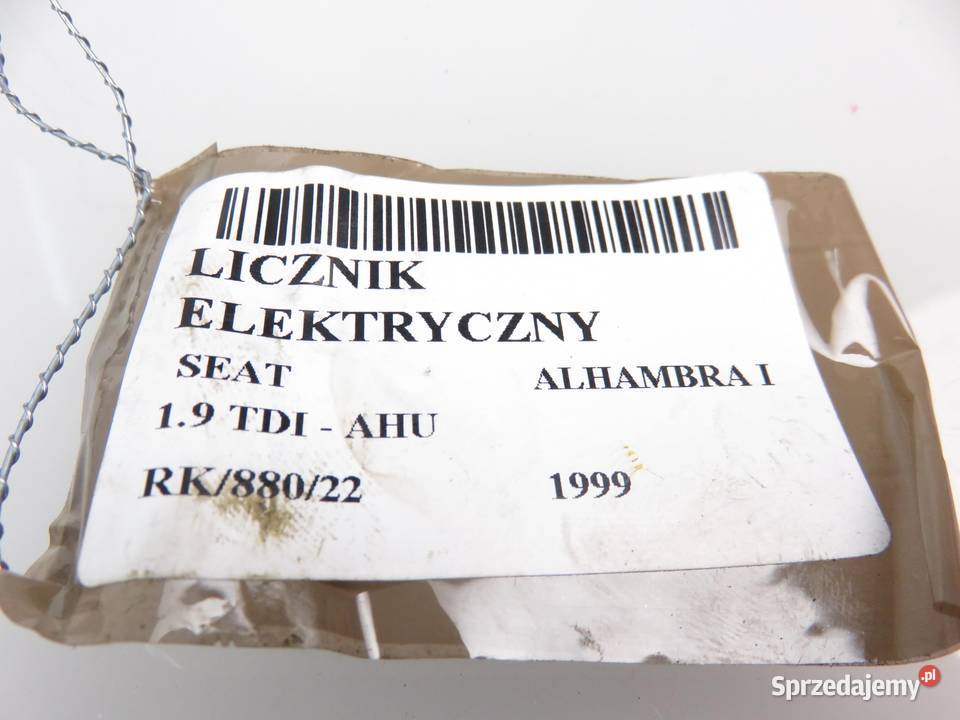 LICZNIK
ELEKTRYCZNY
SEAT ALHAMBRA I
1.9 TDI - AHU
RK/880/22 1999
Sprzedajemy.pl